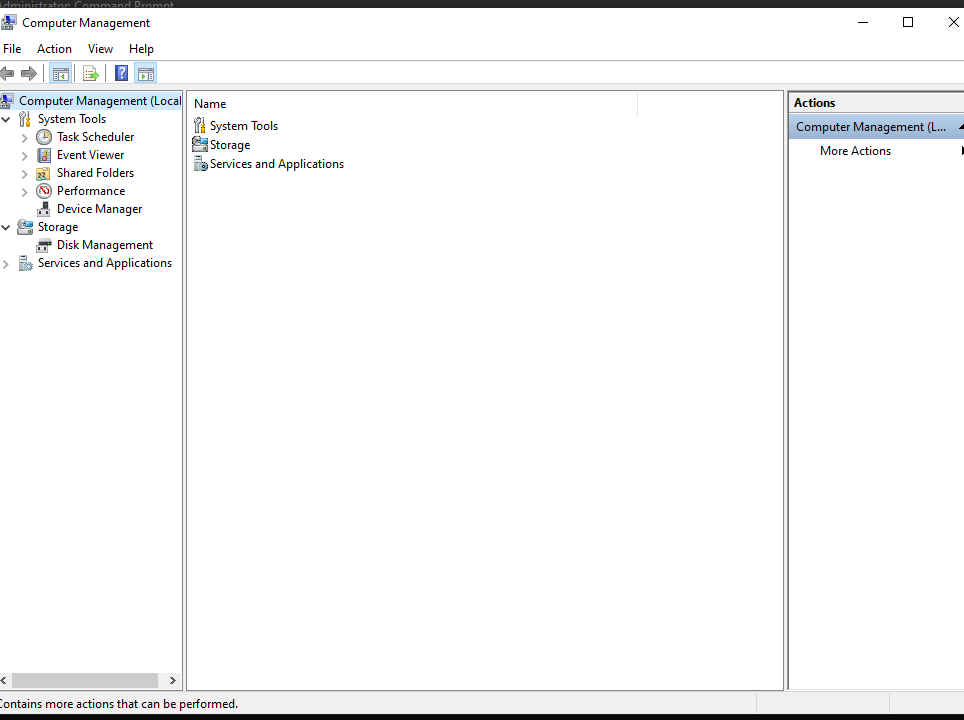 Administrator: Command Prompt
Computer Management
File Action View Help
Computer Management (Local
System Tools
Task Scheduler
Event Viewer
Shared Folders
Performance
Device Manager
Storage
Disk Management
Services and Applications
Name
System Tools
Storage
Services and Applications
Actions
Computer Management (L...
More Actions
Contains more actions that can be performed.